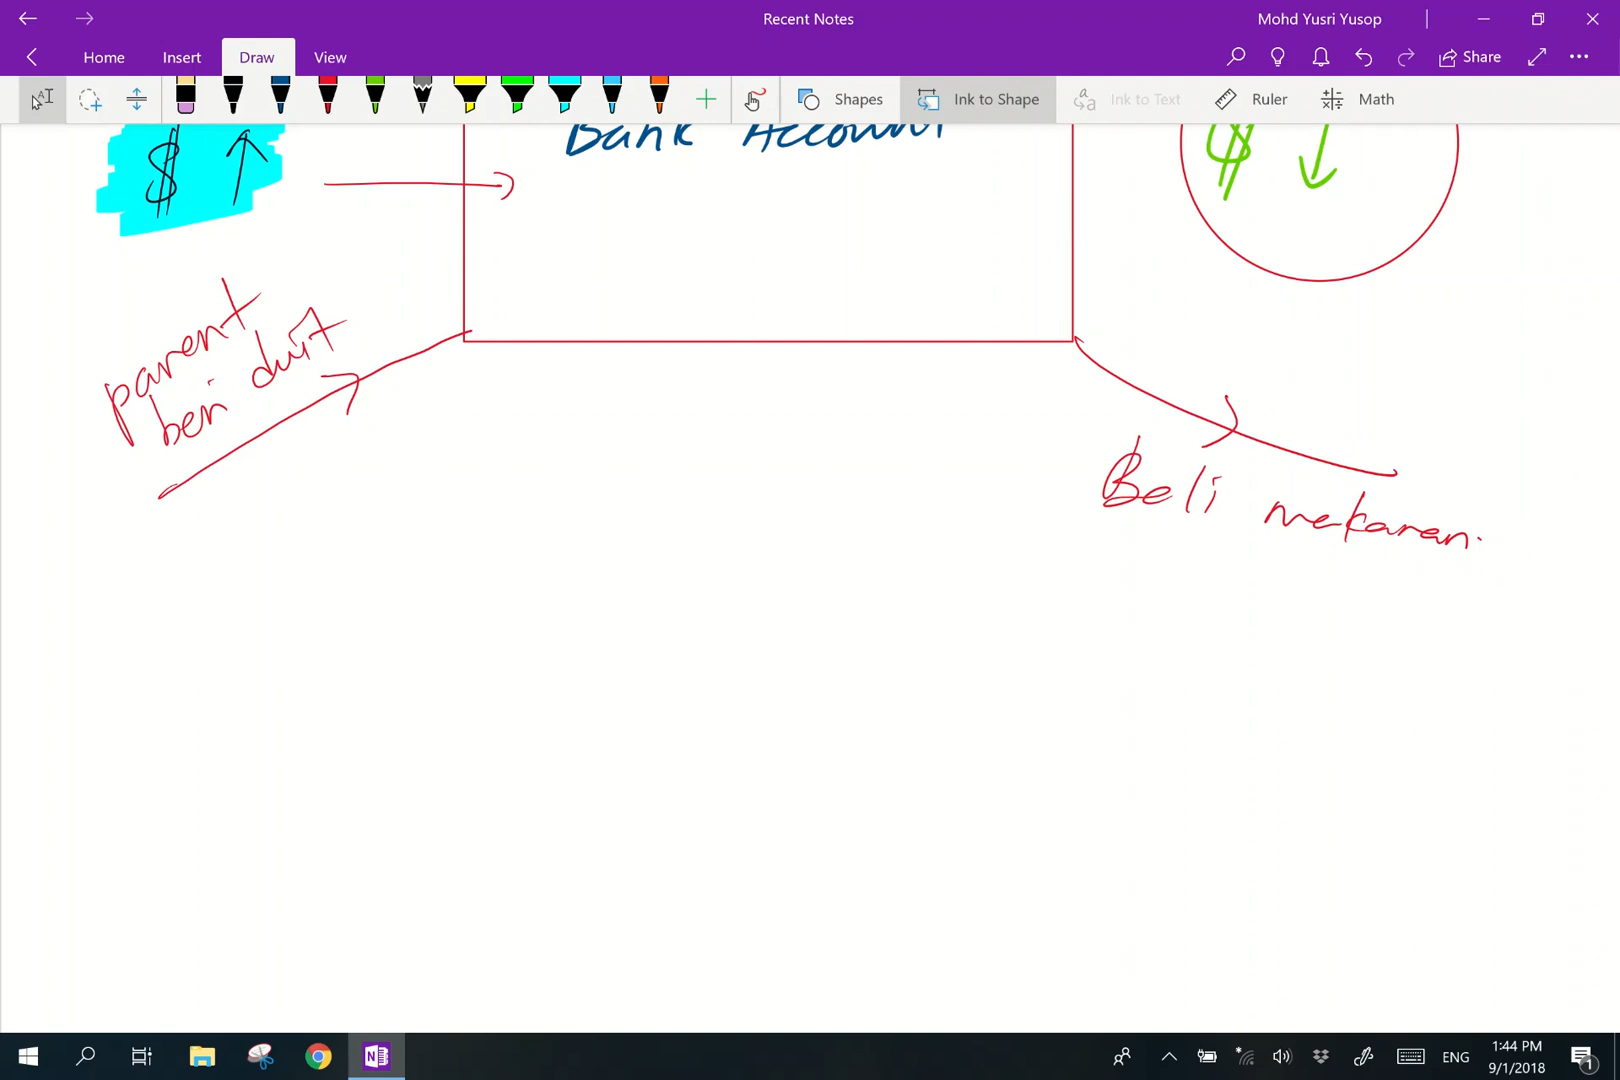 Recent Notes
Mohd Yusri Yusop
Home Insert Draw View
Share
Shapes
Ink to Shape
Ink to Text
Ruler
Math
Bank Account
$ ↑
$ ↓
parent
beri duit
Beli makanan.
ENG
1:44 PM
9/1/2018
1